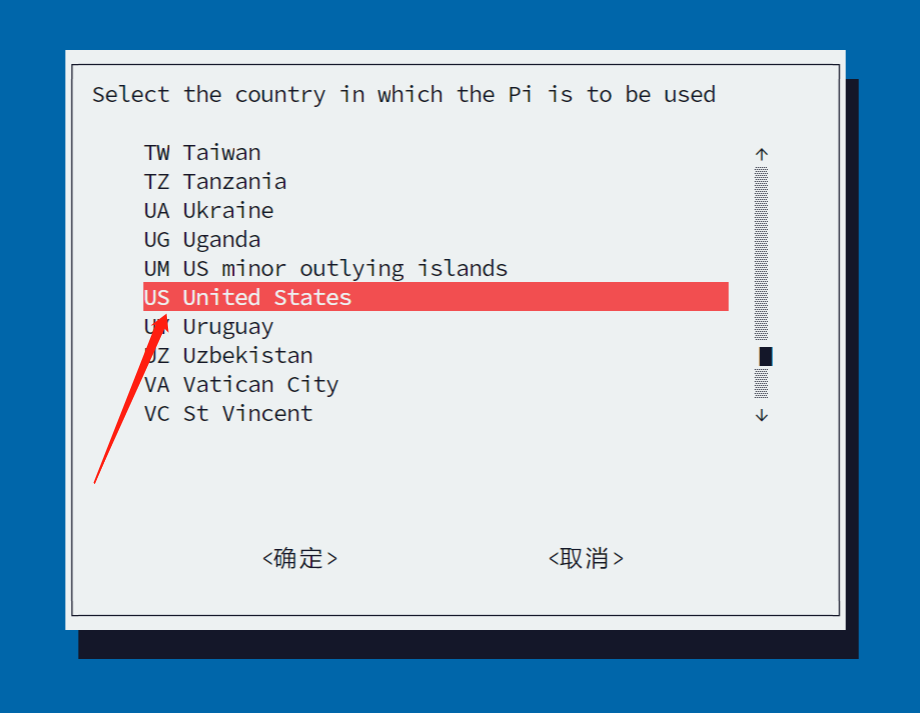 Select the country in which the Pi is to be used
TW Taiwan
TZ Tanzania
UA Ukraine
UG Uganda
UM US minor outlying islands
US United States
UY Uruguay
UZ Uzbekistan
VA Vatican City
VC St Vincent
<确定> <取消>